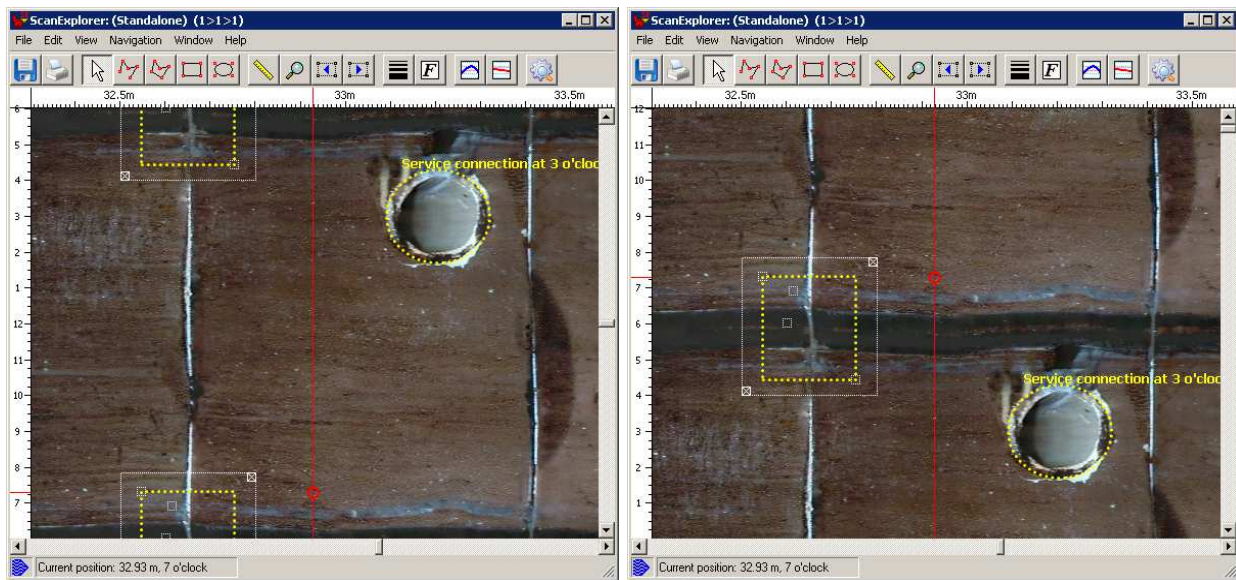 ScanExplorer: (Standalone) (1>1>1)
File Edit View Navigation Window Help
F
32.5m 33m 33.5m
6
5
4
3
2
1
12
11
10
9
8
7
Service connection at 3 o'cloc
Current position: 32.93 m, 7 o'clock
ScanExplorer: (Standalone) (1>1>1)
File Edit View Navigation Window Help
F
32.5m 33m 33.5m
12
11
10
9
8
7
6
5
4
3
2
1
Service connection at 3 o'cloc
Current position: 32.93 m, 7 o'clock